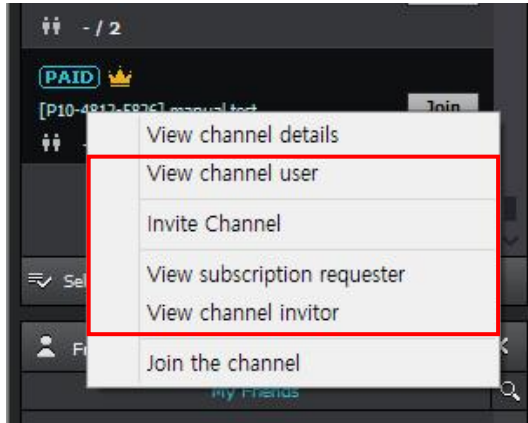 - / 2
PAID
[P10-4812-5826] manual test
Join
View channel details
View channel user
Invite Channel
View subscription requester
View channel invitor
Join the channel
My Friends